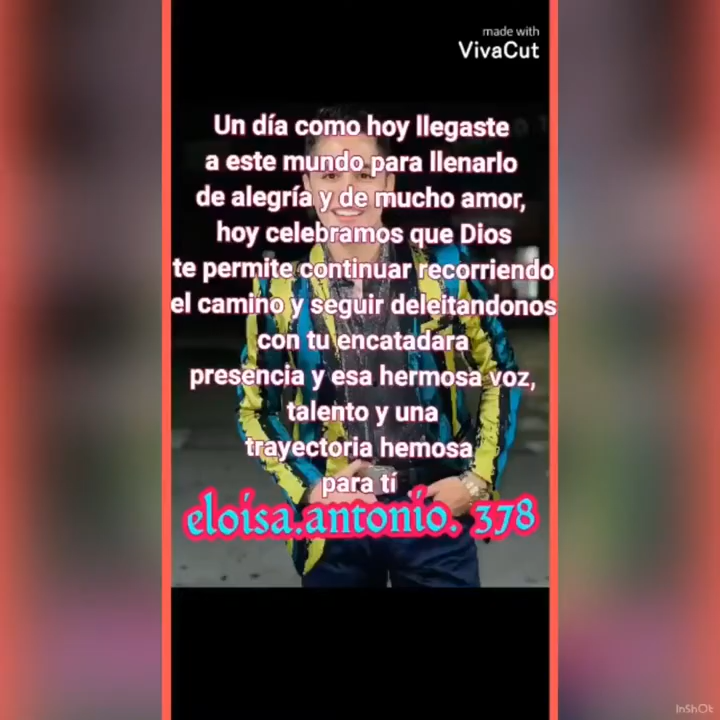 made with
VivaCut
Un día como hoy llegaste
a este mundo para llenarlo
de alegría y de mucho amor,
hoy celebramos que Dios
te permite continuar recorriendo
el camino y seguir deleitandonos
con tu encatadara
presencia y esa hermosa voz,
talento y una
trayectoria hemosa
para tí
eloisa.antonio. 378
InShOt